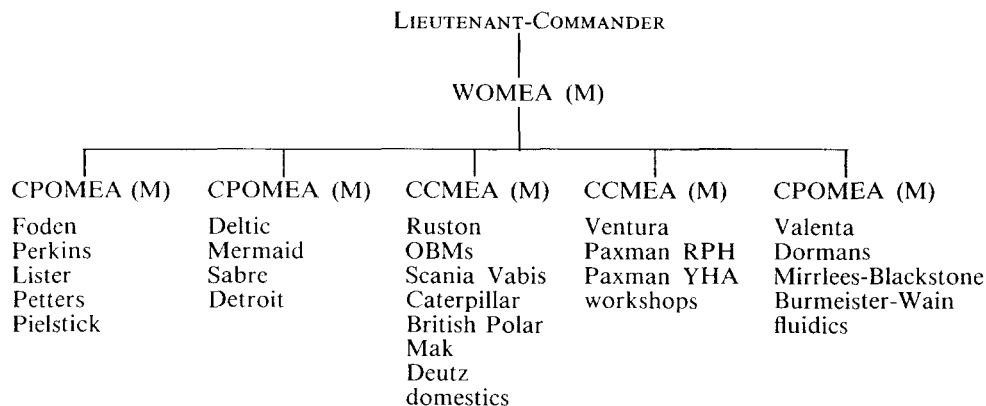 LIEUTENANT-COMMANDER
WOMEA (M)
CPOMEA (M)
Foden
Perkins
Lister
Petters
Pielstick
CPOMEA (M)
Deltic
Mermaid
Sabre
Detroit
CCMEA (M)
Ruston
OBMs
Scania Vabis
Caterpillar
British Polar
Mak
Deutz
domestics
CCMEA (M)
Ventura
Paxman RPH
Paxman YHA
workshops
CPOMEA (M)
Valenta
Dormans
Mirrlees-Blackstone
Burmeister-Wain
fluidics